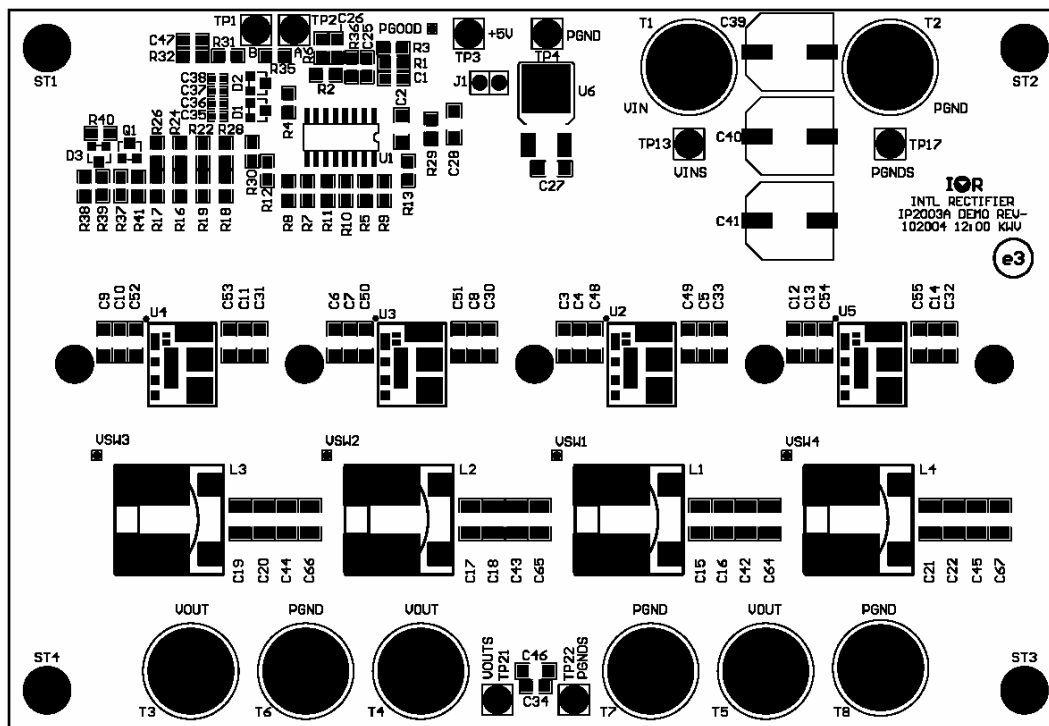 TP1 TP2 C26 PGOOD
B A
C47
R32 R31
R35
R36 C25
R3
R1
C1
R2
TP3 +5V
TP4 PGND
J1
U6
C27
T1
VIN
C39
T2
PGND
TP13
VINS
C40
TP17
PGNDS
C41
ST1
ST2
IOR
INTL RECTIFIER
IP2003A DEMO REV-
102004 12:00 KWV
e3
C38
C37
C36
C35
D2
D1
R4
U1
C2
R29
C28
R40
Q1
D3
R26
R24
R22
R28
R30
R12
R13
R38
R39
R37
R41
R17
R16
R19
R18
R8
R7
R11
R10
R5
R9
C9 C10 C52 U4 C53 C11 C31
C6 C7 C50 U3 C51 C8 C30
C3 C4 C48 U2 C49 C5 C33
C12 C13 C54 U5 C55 C14 C32
VSW3 L3
VSW2 L2
VSW1 L1
VSW4 L4
C19 C20 C44 C66
C17 C18 C43 C65
C15 C16 C42 C64
C21 C22 C45 C67
VOUT PGND VOUT PGND VOUT PGND
ST4
T3 T6 T4
VOUTS
TP21
C46
C34
TP22
PGNDS
T7 T5 T8
ST3